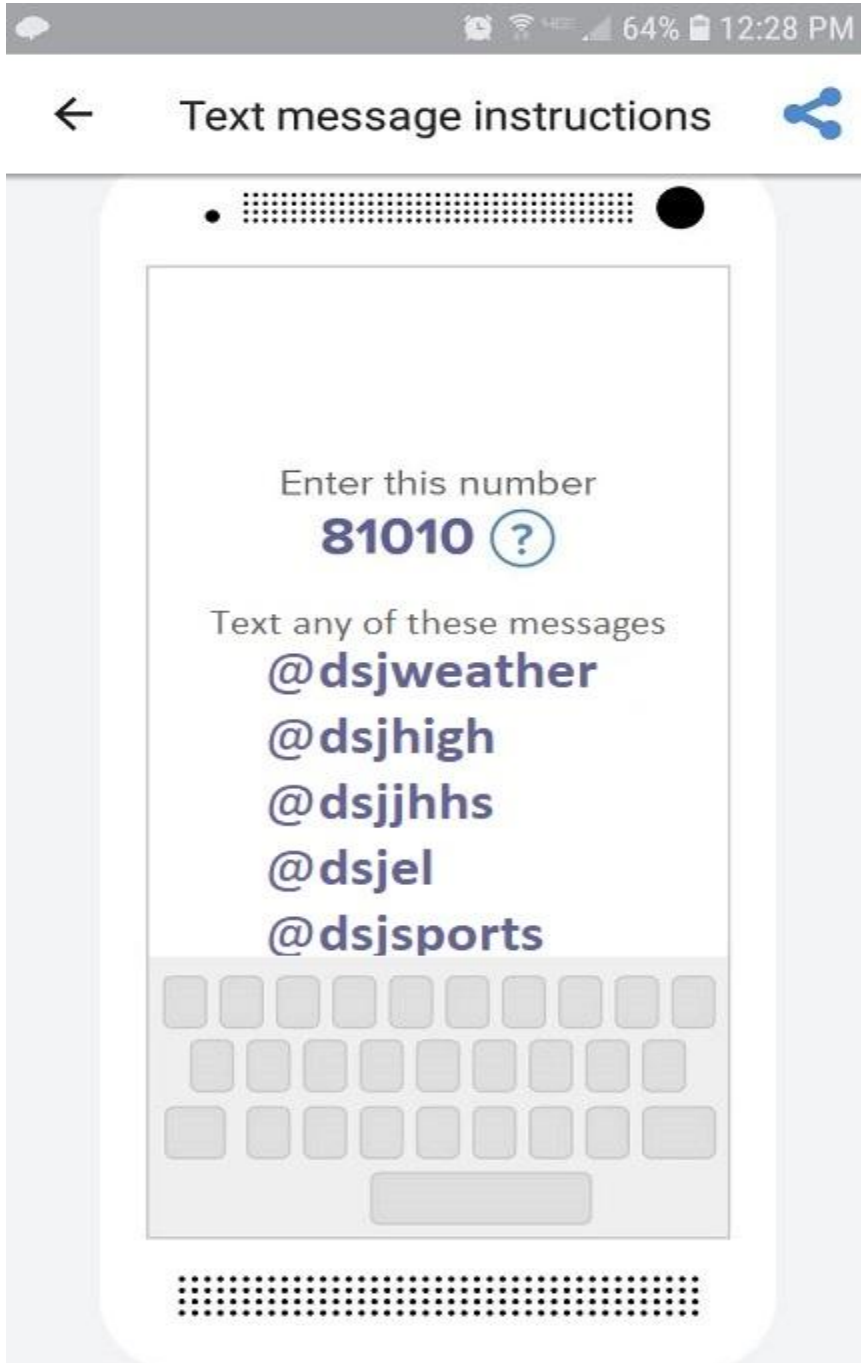 64% 12:28 PM
Text message instructions
Enter this number
81010 ?
Text any of these messages
@dsjweather
@dsjhigh
@dsjjhhs
@dsjel
@dsjsports